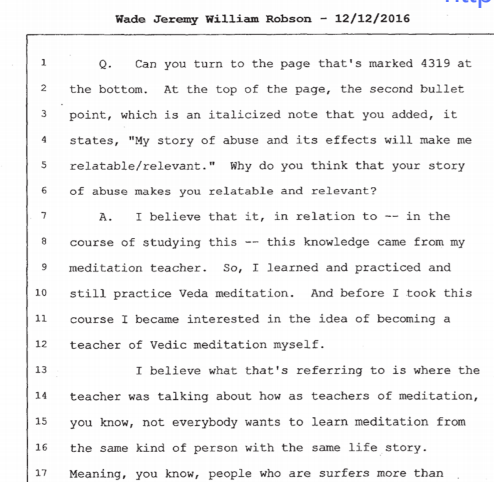 Wade Jeremy William Robson - 12/12/2016
1 Q. Can you turn to the page that's marked 4319 at
2 the bottom. At the top of the page, the second bullet
3 point, which is an italicized note that you added, it
4 states, "My story of abuse and its effects will make me
5 relatable/relevant." Why do you think that your story
6 of abuse makes you relatable and relevant?
7 A. I believe that it, in relation to -- in the
8 course of studying this -- this knowledge came from my
9 meditation teacher. So, I learned and practiced and
10 still practice Veda meditation. And before I took this
11 course I became interested in the idea of becoming a
12 teacher of Vedic meditation myself.
13 I believe what that's referring to is where the
14 teacher was talking about how as teachers of meditation,
15 you know, not everybody wants to learn meditation from
16 the same kind of person with the same life story.
17 Meaning, you know, people who are surfers more than